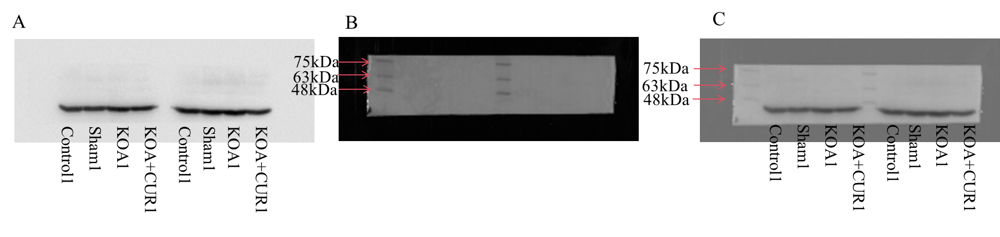 A
B
C
75kDa
63kDa
48kDa
75kDa
63kDa
48kDa
Control1
Sham1
KOA1
KOA+CUR1
Control1
Sham1
KOA1
KOA+CUR1
Control1
Sham1
KOA1
KOA+CUR1
Control1
Sham1
KOA1
KOA+CUR1